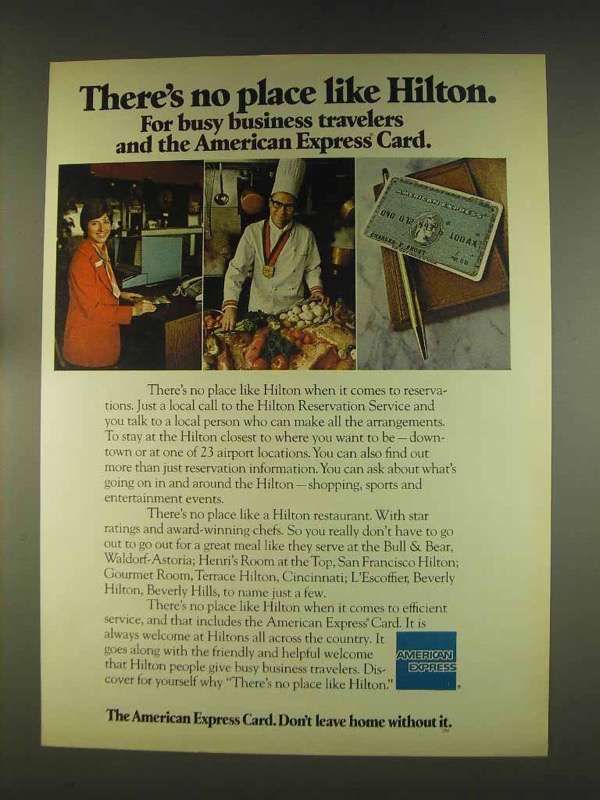 There's no place like Hilton.
For busy business travelers
and the American Express® Card.
AMERICAN EXPRESS
CHARLES F. FROST
There's no place like Hilton when it comes to reserva-
tions. Just a local call to the Hilton Reservation Service and
you talk to a local person who can make all the arrangements.
To stay at the Hilton closest to where you want to be—down-
town or at one of 23 airport locations. You can also find out
more than just reservation information. You can ask about what's
going on in and around the Hilton—shopping, sports and
entertainment events.
There's no place like a Hilton restaurant. With star
ratings and award-winning chefs. So you really don't have to go
out to go out for a great meal like they serve at the Bull & Bear,
Waldorf-Astoria; Henri's Room at the Top, San Francisco Hilton;
Gourmet Room, Terrace Hilton, Cincinnati; L'Escoffier, Beverly
Hilton, Beverly Hills, to name just a few.
There's no place like Hilton when it comes to efficient
service, and that includes the American Express® Card. It is
always welcome at Hiltons all across the country. It
goes along with the friendly and helpful welcome
that Hilton people give busy business travelers. Dis-
cover for yourself why "There's no place like Hilton."
AMERICAN
EXPRESS
®
The American Express Card. Don't leave home without it.